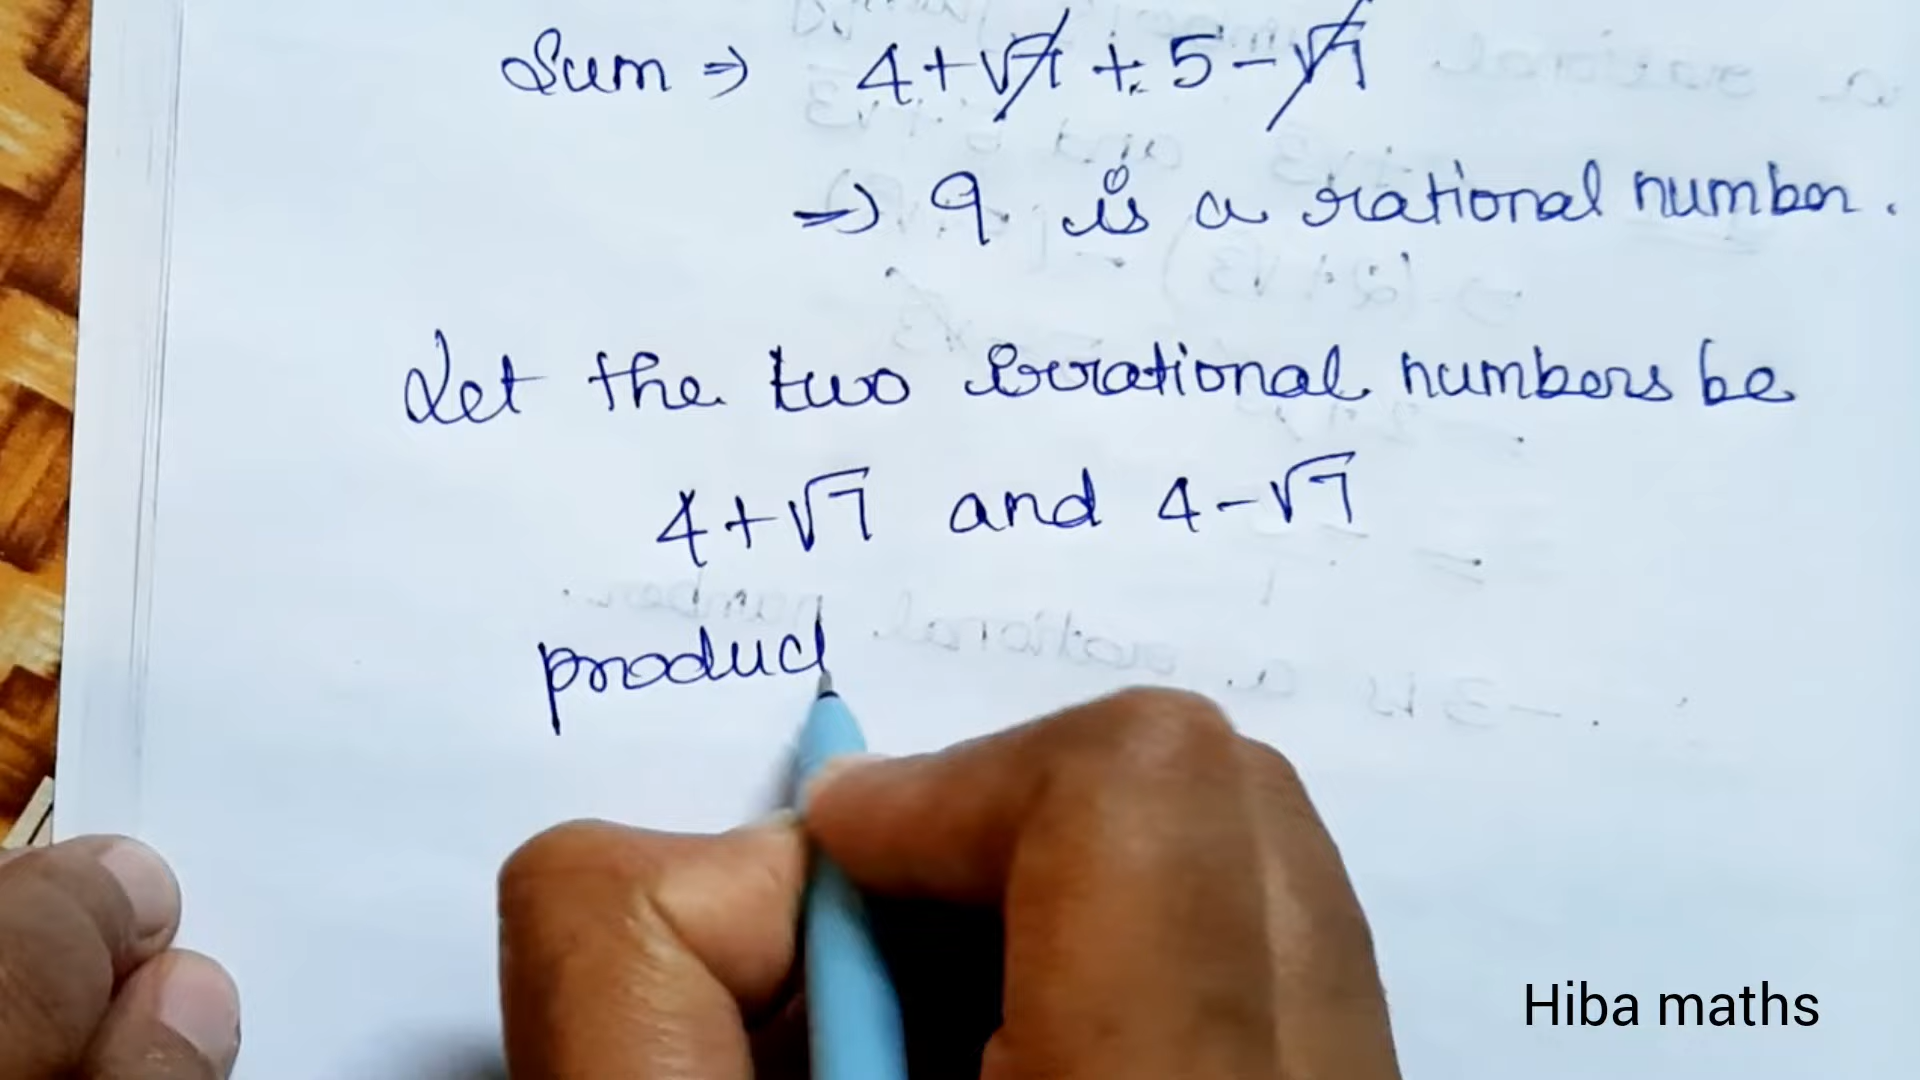 Sum ⇒ 4+√7 + 5-√7
⇒ 9 is a rational number.
Let the two irrational numbers be
4+√7 and 4-√7
product
Hiba maths